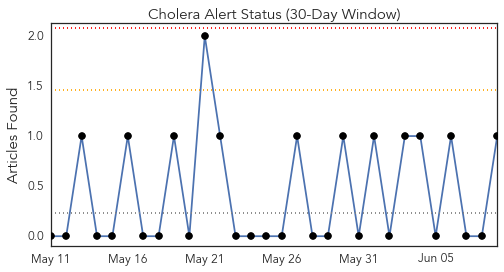 Cholera Alert Status (30-Day Window)
Articles Found
2.0
1.5
1.0
0.5
0.0
May 11
May 16
May 21
May 26
May 31
Jun 05